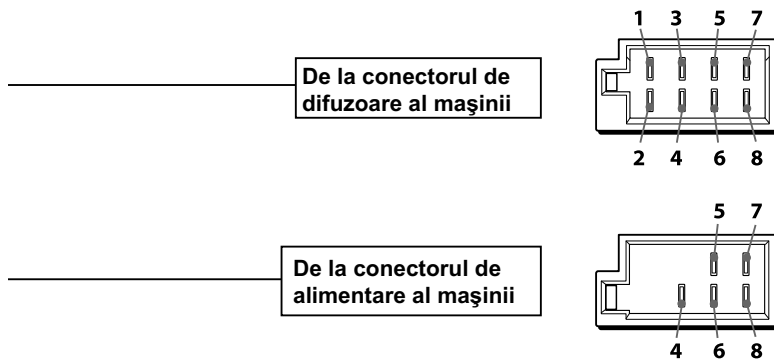 1 3 5 7
De la conectorul de
difuzoare al maşinii
2 4 6 8
5 7
De la conectorul de
alimentare al maşinii
4 6 8